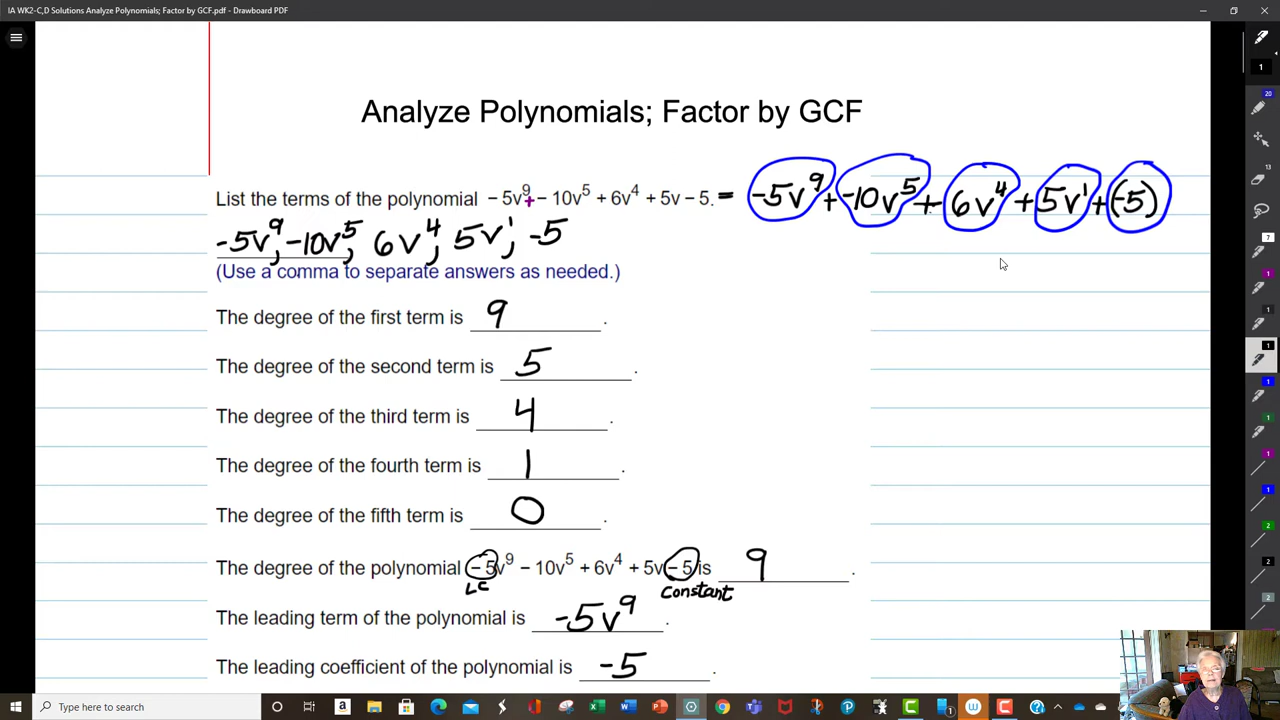 IA WK2-C,D Solutions Analyze Polynomials; Factor by GCF.pdf - Drawboard PDF
Analyze Polynomials; Factor by GCF
List the terms of the polynomial − 5v⁹ + − 10v⁵ + 6v⁴ + 5v − 5. = -5v⁹ + -10v⁵ + 6v⁴ + 5v¹ + (-5)
-5v⁹, -10v⁵, 6v⁴, 5v¹, -5
(Use a comma to separate answers as needed.)
The degree of the first term is 9.
The degree of the second term is 5.
The degree of the third term is 4.
The degree of the fourth term is 1.
The degree of the fifth term is 0.
The degree of the polynomial − 5v⁹ − 10v⁵ + 6v⁴ + 5v − 5 is 9.
LC Constant
The leading term of the polynomial is -5v⁹.
The leading coefficient of the polynomial is -5.
Type here to search